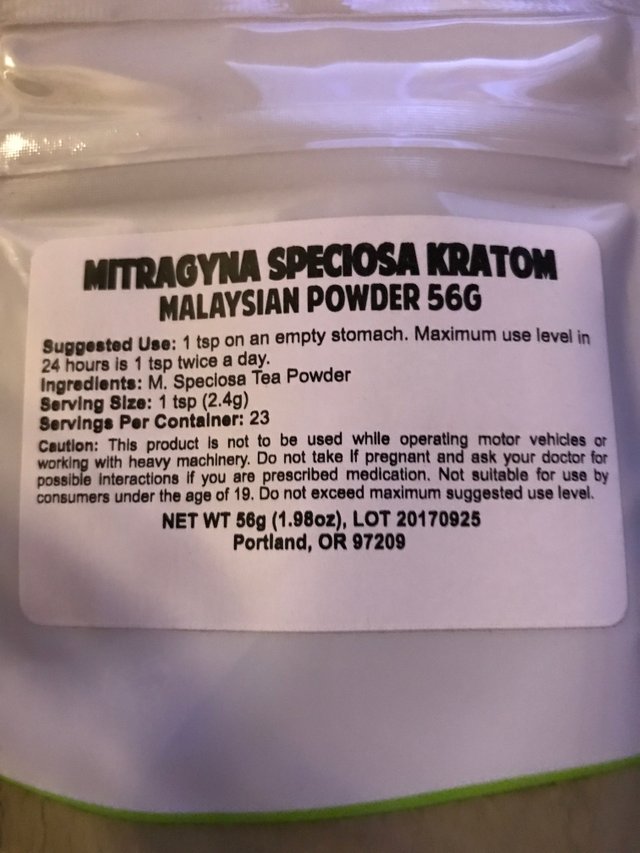 MITRAGYNA SPECIOSA KRATOM
MALAYSIAN POWDER 56G
Suggested Use: 1 tsp on an empty stomach. Maximum use level in
24 hours is 1 tsp twice a day.
Ingredients: M. Speciosa Tea Powder
Serving Size: 1 tsp (2.4g)
Servings Per Container: 23
Caution: This product is not to be used while operating motor vehicles or
working with heavy machinery. Do not take if pregnant and ask your doctor for
possible interactions if you are prescribed medication. Not suitable for use by
consumers under the age of 19. Do not exceed maximum suggested use level.
NET WT 56g (1.98oz), LOT 20170925
Portland, OR 97209